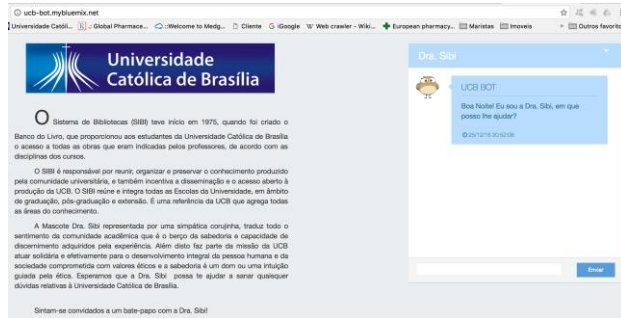 ucb-bot.mybluemix.net
Universidade Católi... :: Global Pharmace... ::Welcome to Medg... Cliente iGoogle W Web crawler - Wiki... European pharmacy... Maristas Imoveis » Outros favoritos
Universidade
Católica de Brasília
O Sistema de Bibliotecas (SIBI) teve início em 1975, quando foi criado o
Banco do Livro, que proporcionou aos estudantes da Universidade Católica de Brasília
o acesso a todas as obras que eram indicadas pelos professores, de acordo com as
disciplinas dos cursos.
O SIBI é responsável por reunir, organizar e preservar o conhecimento produzido
pela comunidade universitária, e também incentiva a disseminação e o acesso aberto à
produção da UCB. O SIBI reúne e integra todas as Escolas da Universidade, em âmbito
de graduação, pós-graduação e extensão. É uma referência da UCB que agrega todas
as áreas do conhecimento.
A Mascote Dra. Sibi representada por uma simpática corujinha, traduz todo o
sentimento da comunidade acadêmica que é o berço da sabedoria e capacidade de
discernimento adquiridos pela experiência. Além disto faz parte da missão da UCB
atuar solidária e efetivamente para o desenvolvimento integral da pessoa humana e da
sociedade comprometida com valores éticos e a sabedoria é um dom ou uma intuição
guiada pela ética. Esperamos que a Dra. Sibi possa te ajudar a sanar quaisquer
dúvidas relativas à Universidade Católica de Brasília.
Sintam-se convidados a um bate-papo com a Dra. Sibi!
Dra. Sibi
UCB BOT
Boa Noite! Eu sou a Dra. Sibi, em que
posso lhe ajudar?
Enviar